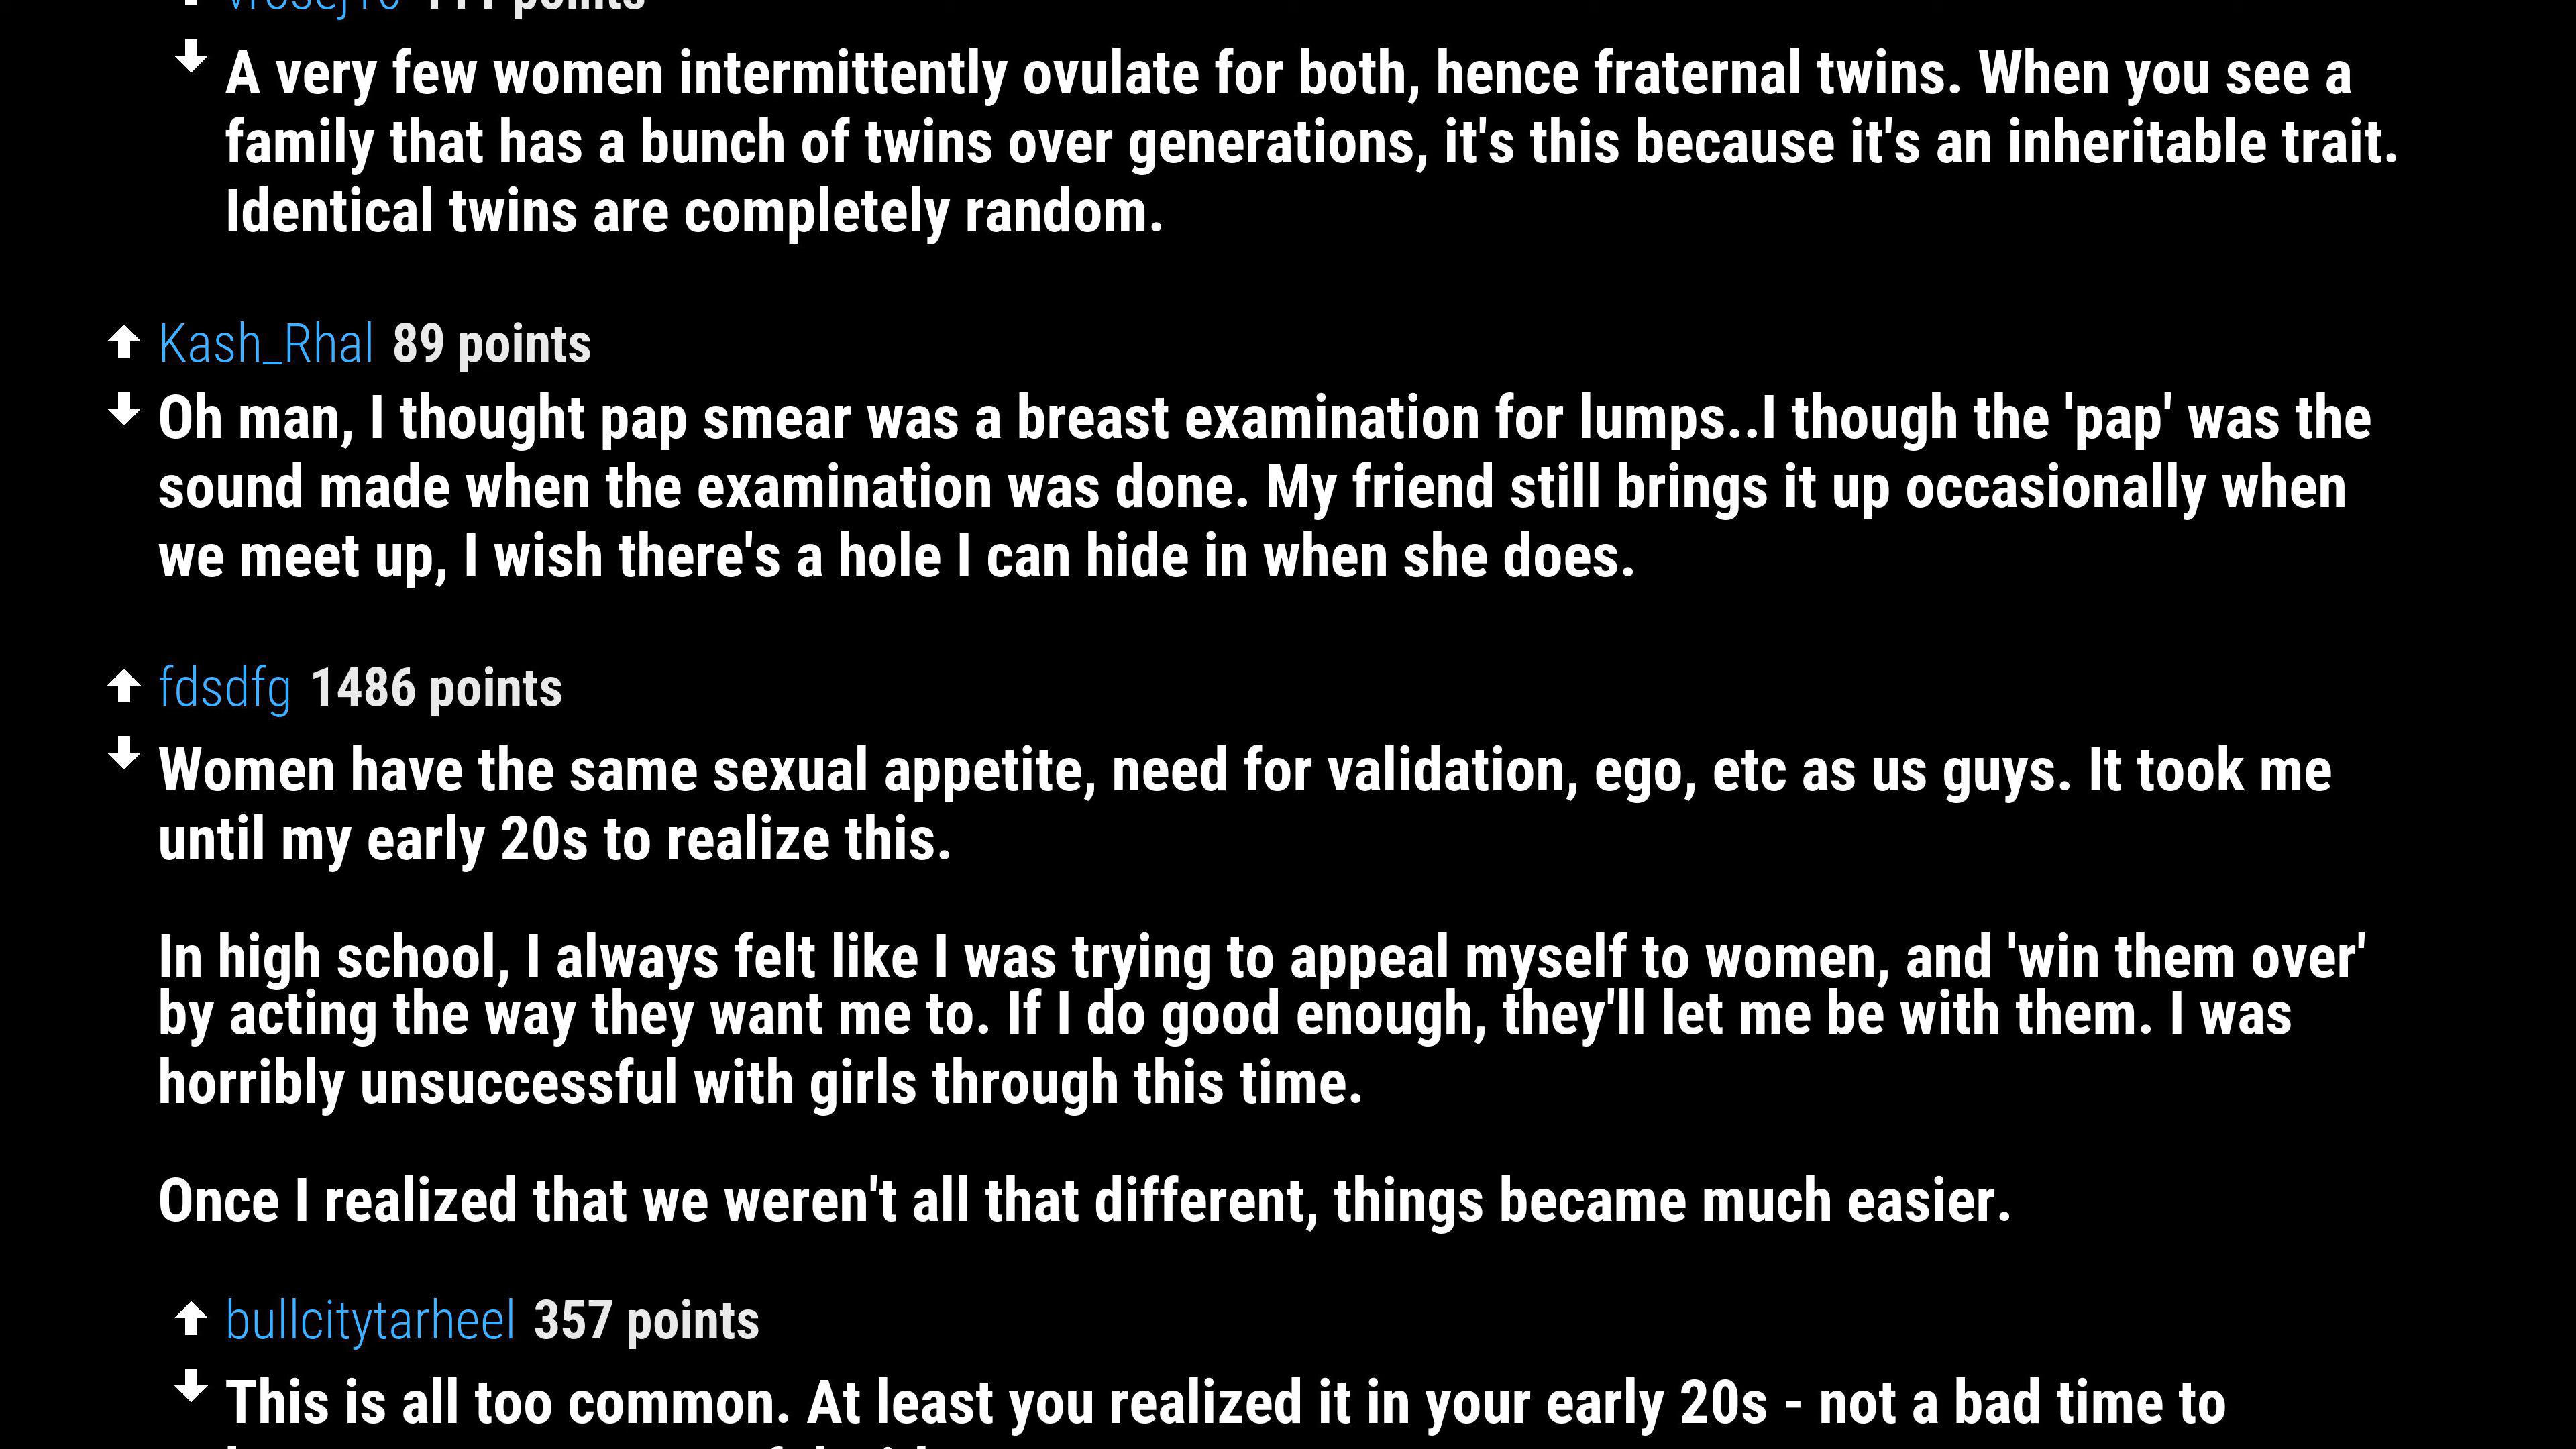 points
A very few women intermittently ovulate for both, hence fraternal twins. When you see a
family that has a bunch of twins over generations, it's this because it's an inheritable trait.
Identical twins are completely random.
Kash_Rhal 89 points
Oh man, I thought pap smear was a breast examination for lumps..I though the 'pap' was the
sound made when the examination was done. My friend still brings it up occasionally when
we meet up, I wish there's a hole I can hide in when she does.
fdsdfg 1486 points
Women have the same sexual appetite, need for validation, ego, etc as us guys. It took me
until my early 20s to realize this.
In high school, I always felt like I was trying to appeal myself to women, and 'win them over'
by acting the way they want me to. If I do good enough, they'll let me be with them. I was
horribly unsuccessful with girls through this time.
Once I realized that we weren't all that different, things became much easier.
bullcitytarheel 357 points
This is all too common. At least you realized it in your early 20s - not a bad time to